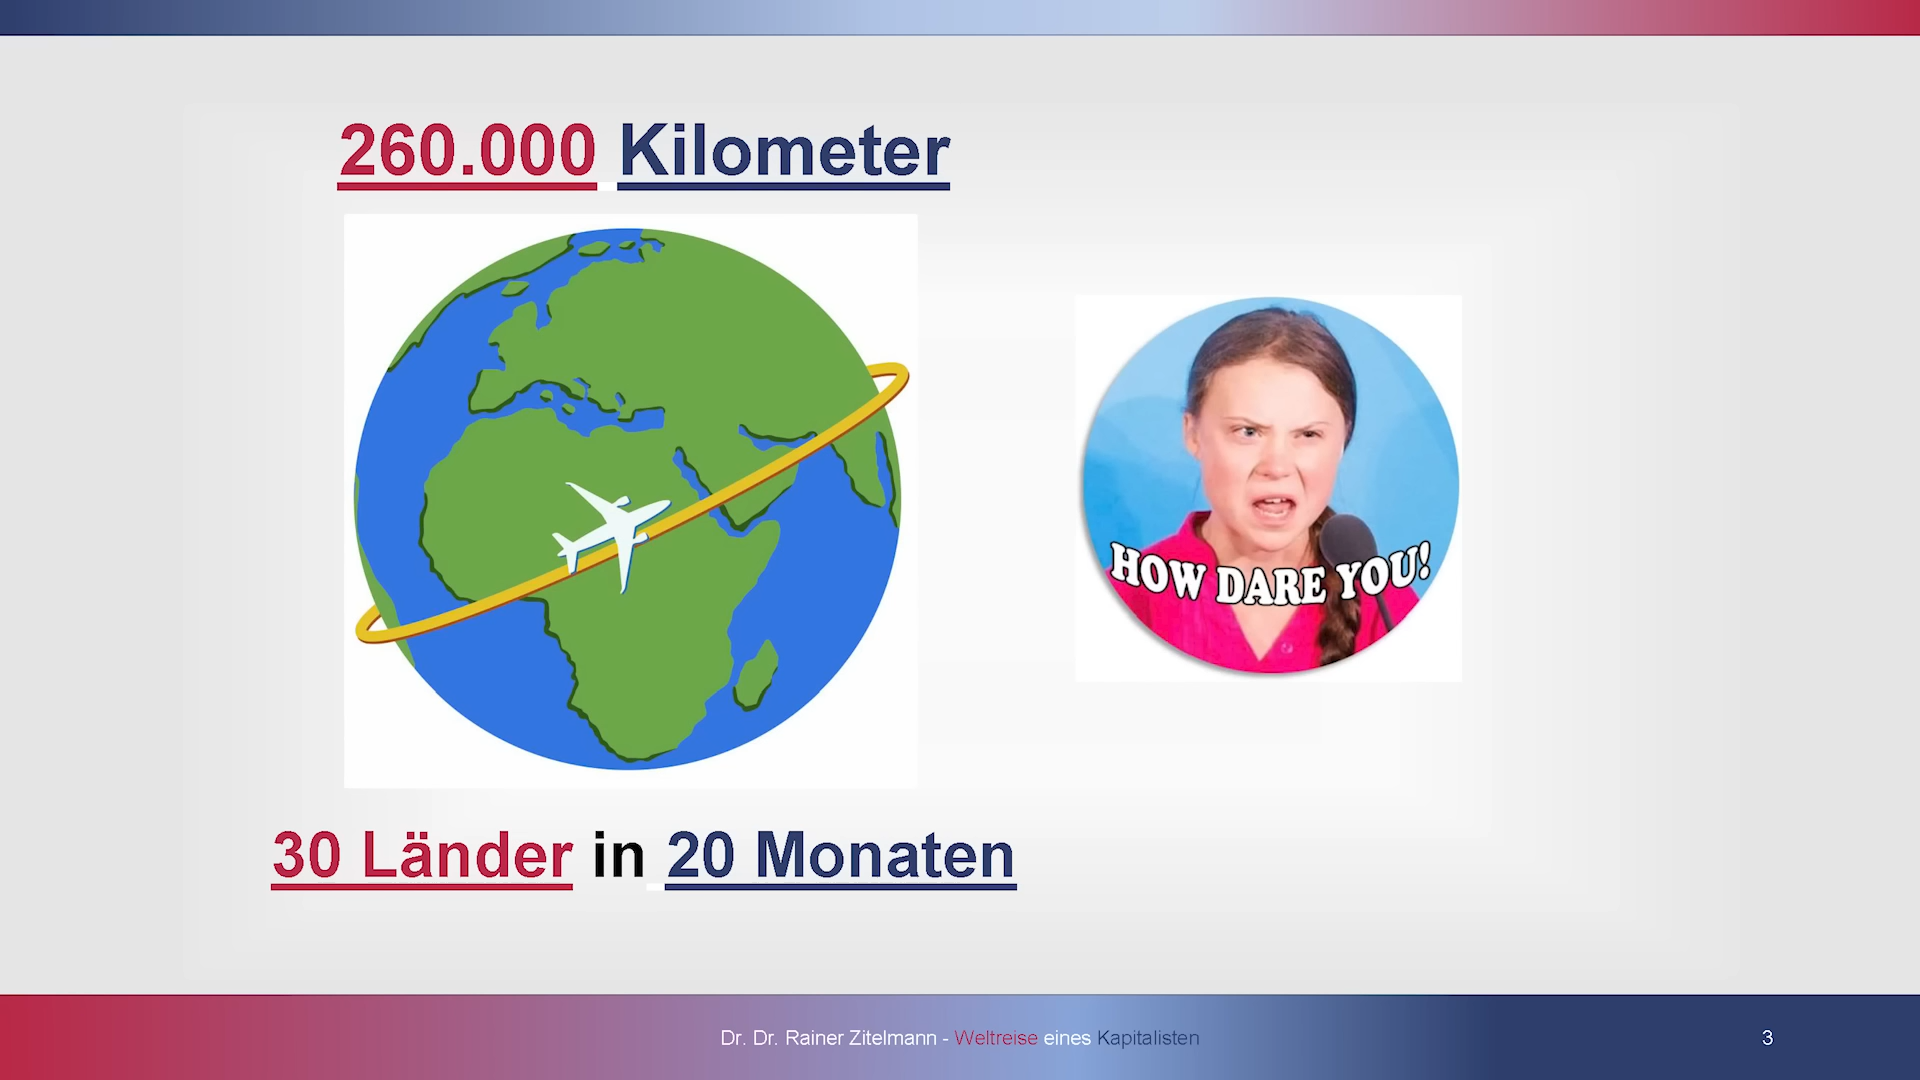 260.000 Kilometer
HOW DARE YOU!
30 Länder in 20 Monaten
Dr. Dr. Rainer Zitelmann - Weltreise eines Kapitalisten
3